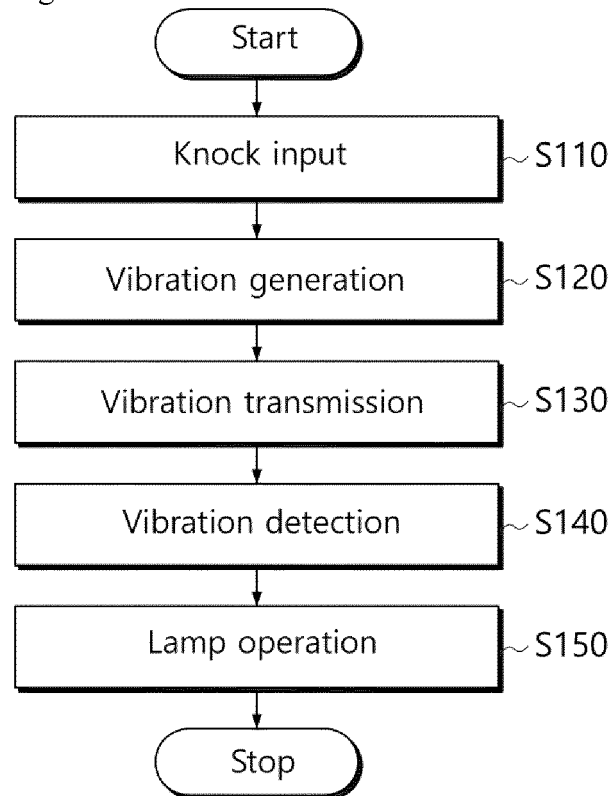 Start
Knock input
S110
Vibration generation
S120
Vibration transmission
S130
Vibration detection
S140
Lamp operation
S150
Stop